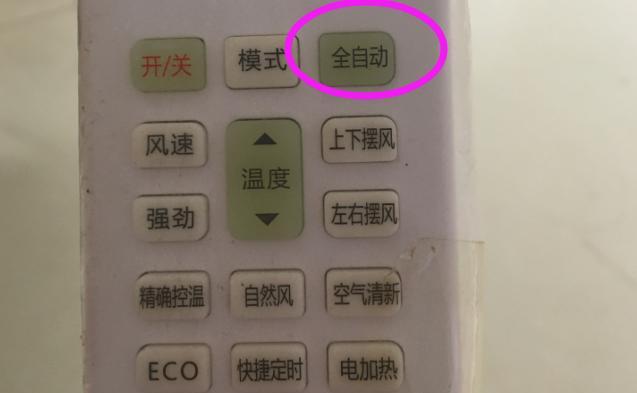 开/关 模式 全自动
风速 温度 上下摆风
强劲 左右摆风
精确控温 自然风 空气清新
ECO 快捷定时 电加热